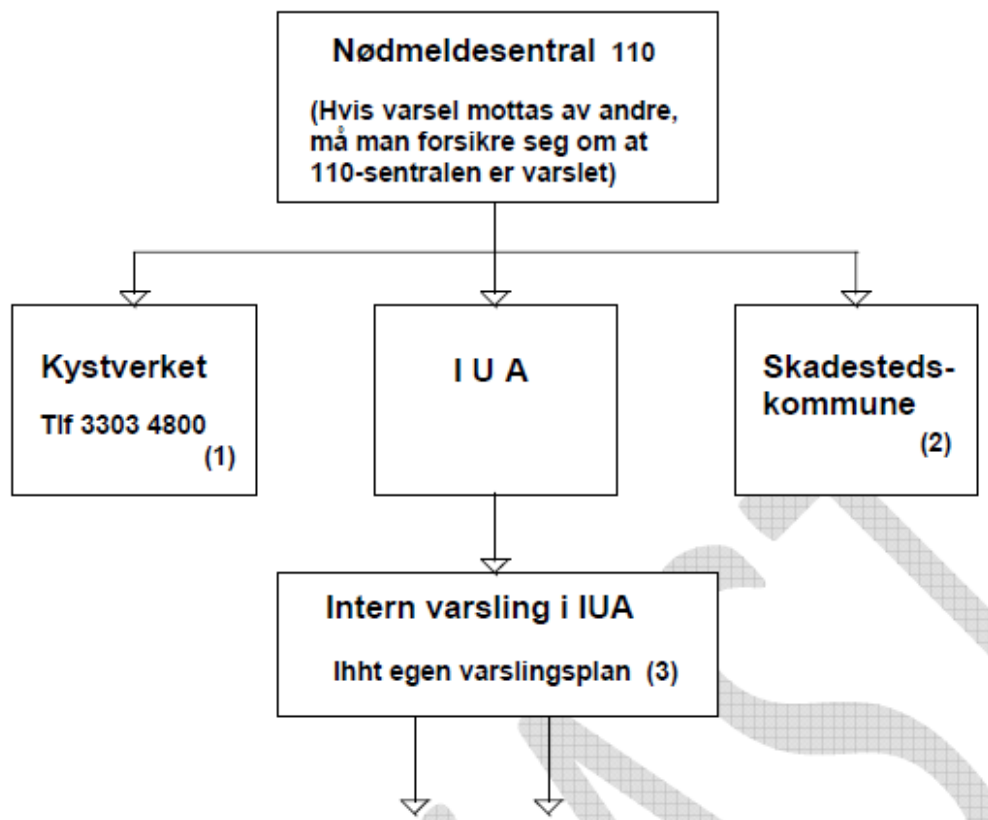 Nødmeldesentral 110
(Hvis varsel mottas av andre,
må man forsikre seg om at
110-sentralen er varslet)
Kystverket
Tlf 3303 4800
(1)
I U A
Skadesteds-
kommune
(2)
Intern varsling i IUA
Ihht egen varslingsplan (3)